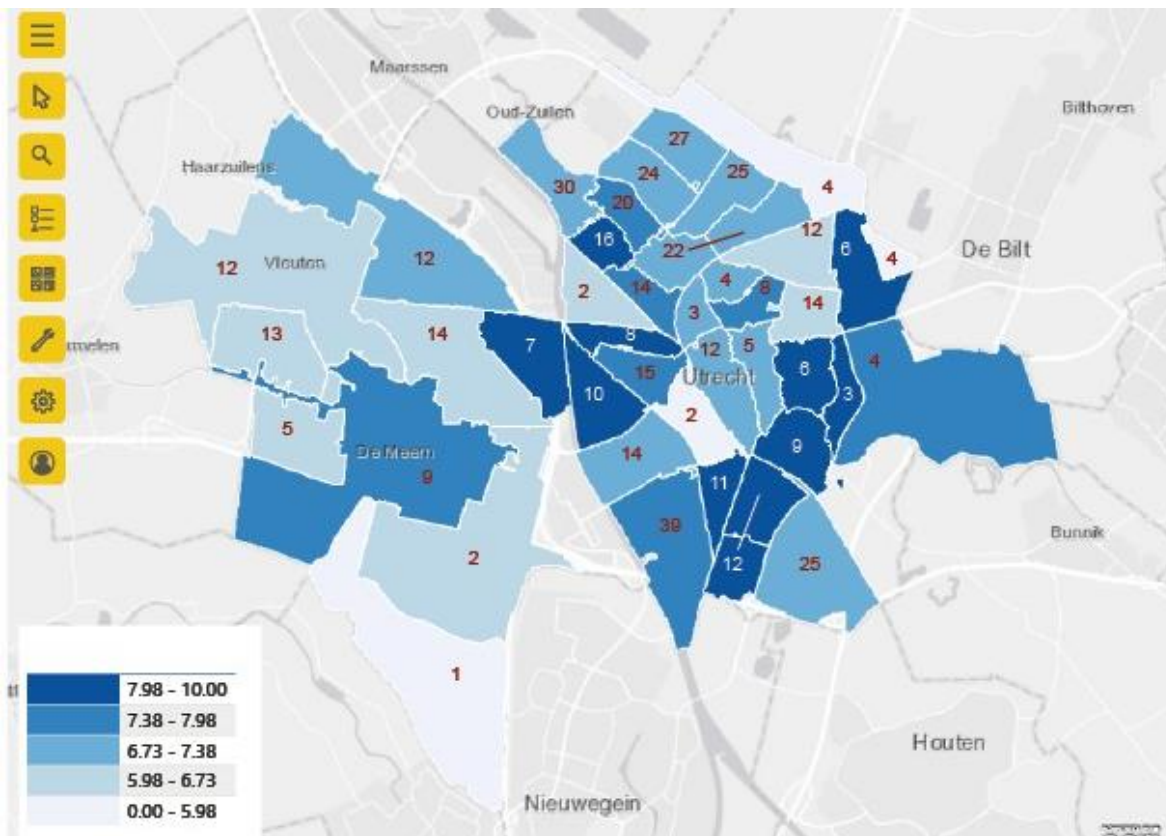 Maarssen
Oud-Zuilen
Bilthoven
27
Haarzuilens
24
25
30
4
20
12
De Bilt
16
6
22
4
12
Vleuten
12
4
8
2
14
14
3
13
14
7
8
12
5
6
4
15
Utrecht
3
10
5
2
De Meern
9
14
9
11
39
Bunnik
2
12
25
1
7.98 – 10.00
7.38 – 7.98
6.73 – 7.38
5.98 – 6.73
0.00 – 5.98
Houten
Nieuwegein